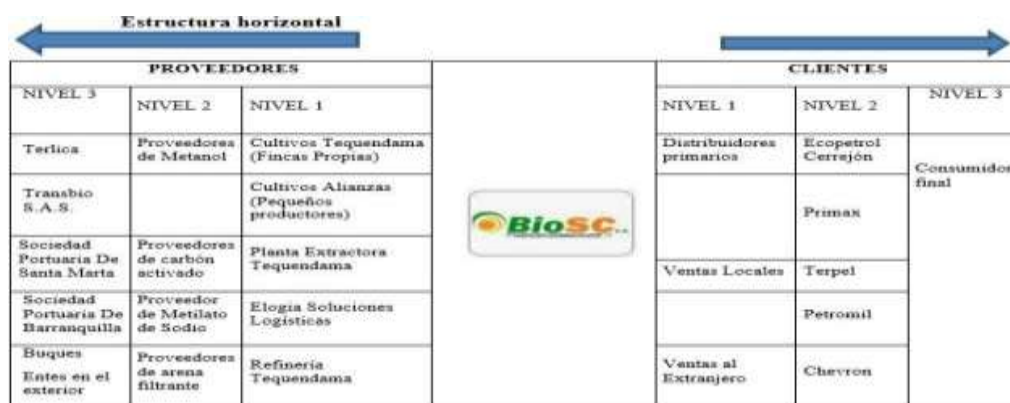 Estructura horizontal
PROVEEDORES
CLIENTES
NIVEL 3
NIVEL 2
NIVEL 1
NIVEL 1
NIVEL 2
NIVEL 3
Terlica
Proveedores
de Metanol
Cultivos Tequendama
(Fincas Propias)
Distribuidores
primarios
Ecopetrol
Cerrejón
Consumidor
final
Transbio
S.A.S.
Cultivos Alianzas
(Pequeños
productores)
BioSC
Primax
Sociedad
Portuaria De
Santa Marta
Proveedores
de carbón
activado
Planta Extractora
Tequendama
Ventas Locales
Terpel
Sociedad
Portuaria De
Barranquilla
Proveedor
de Metilato
de Sodio
Elogia Soluciones
Logísticas
Petromil
Buques
Entes en el
exterior
Proveedores
de arena
filtrante
Refinería
Tequendama
Ventas al
Extranjero
Chevron